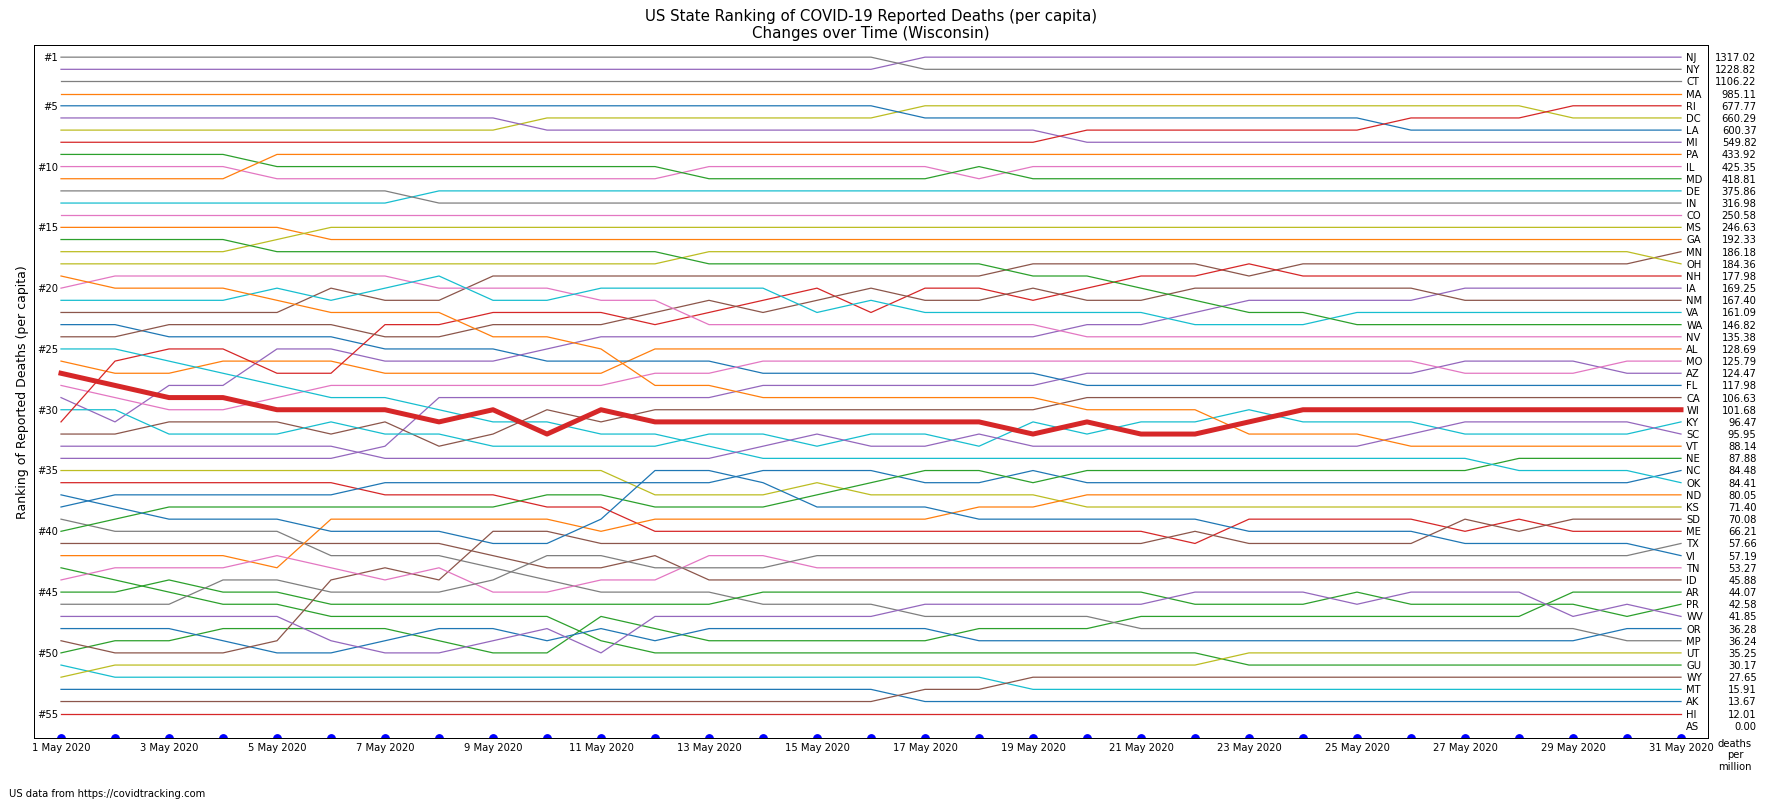 US State Ranking of COVID-19 Reported Deaths (per capita)
Changes over Time (Wisconsin)
Ranking of Reported Deaths (per capita)
#1
#5
#10
#15
#20
#25
#30
#35
#40
#45
#50
#55
NJ 1317.02
NY 1228.82
CT 1106.22
MA 985.11
RI 677.77
DC 660.29
LA 600.37
MI 549.82
PA 433.92
IL 425.35
MD 418.81
DE 375.86
IN 316.98
CO 250.58
MS 246.63
GA 192.33
MN 186.18
OH 184.36
NH 177.98
IA 169.25
NM 167.40
VA 161.09
WA 146.82
NV 135.38
AL 128.69
MO 125.79
AZ 124.47
FL 117.98
CA 106.63
WI 101.68
KY 96.47
SC 95.95
VT 88.14
NE 87.88
NC 84.48
OK 84.41
ND 80.05
KS 71.40
SD 70.08
ME 66.21
TX 57.66
VI 57.19
TN 53.27
ID 45.88
AR 44.07
PR 42.58
WV 41.85
OR 36.28
MP 36.24
UT 35.25
GU 30.17
WY 27.65
MT 15.91
AK 13.67
HI 12.01
AS 0.00
1 May 2020 3 May 2020 5 May 2020 7 May 2020 9 May 2020 11 May 2020 13 May 2020 15 May 2020 17 May 2020 19 May 2020 21 May 2020 23 May 2020 25 May 2020 27 May 2020 29 May 2020 31 May 2020
deaths
per
million
US data from https://covidtracking.com